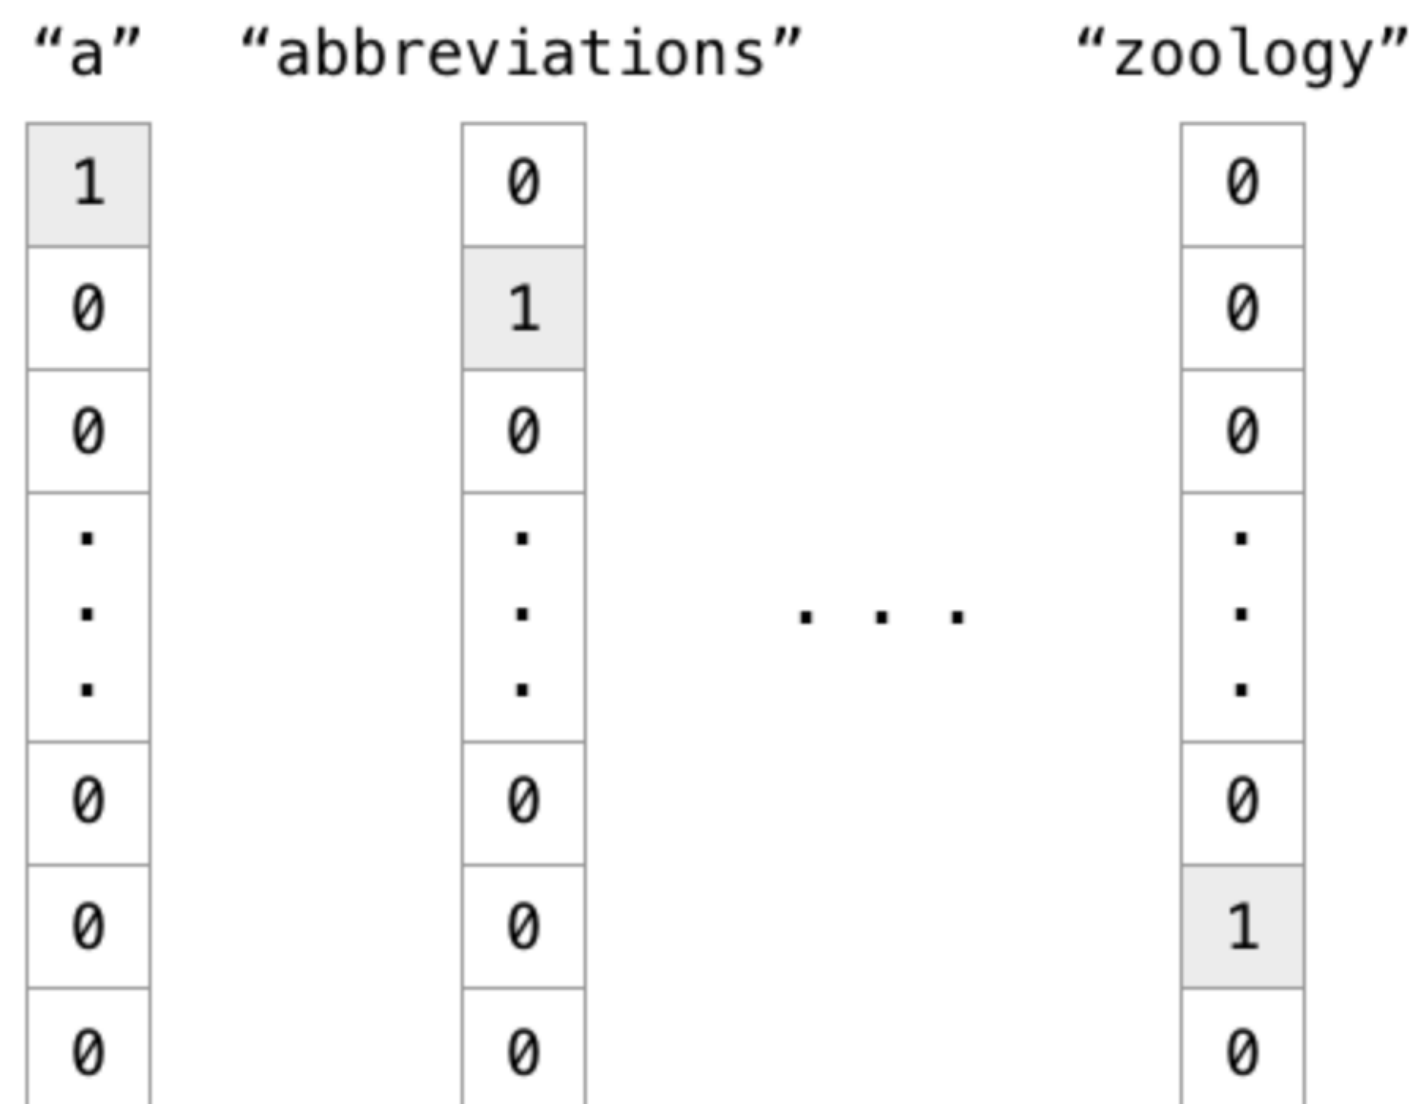 “a” “abbreviations” “zoology”
1 0 0
0 1 0
0 0 0
. . .
. . . . . .
. . .
0 0 0
0 0 1
0 0 0